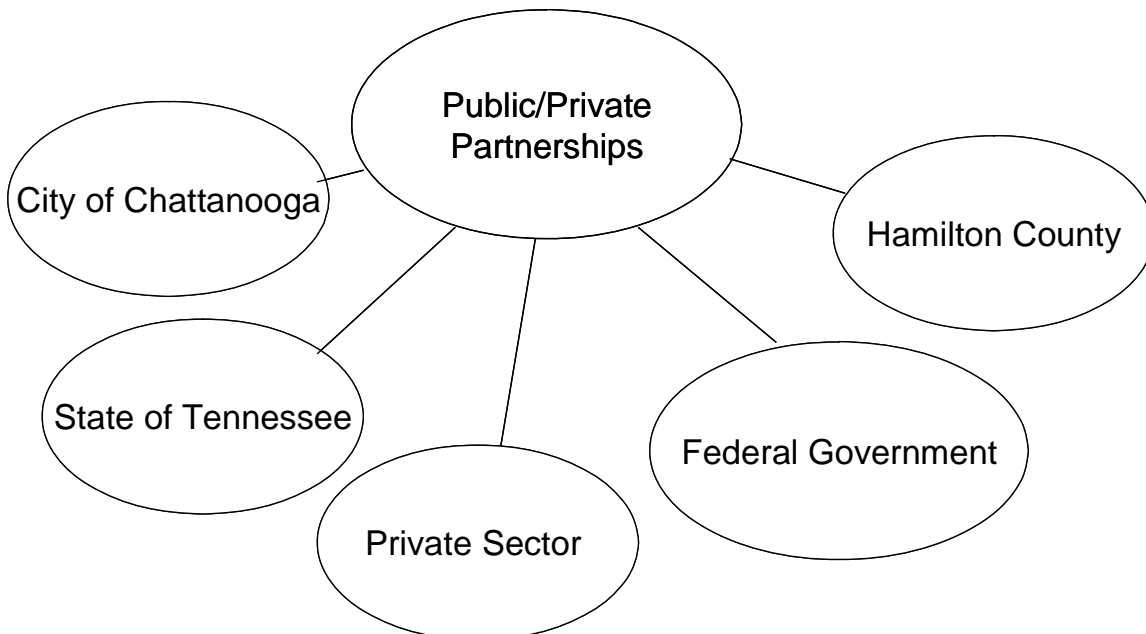 Public/Private
Partnerships
City of Chattanooga
Hamilton County
State of Tennessee
Federal Government
Private Sector